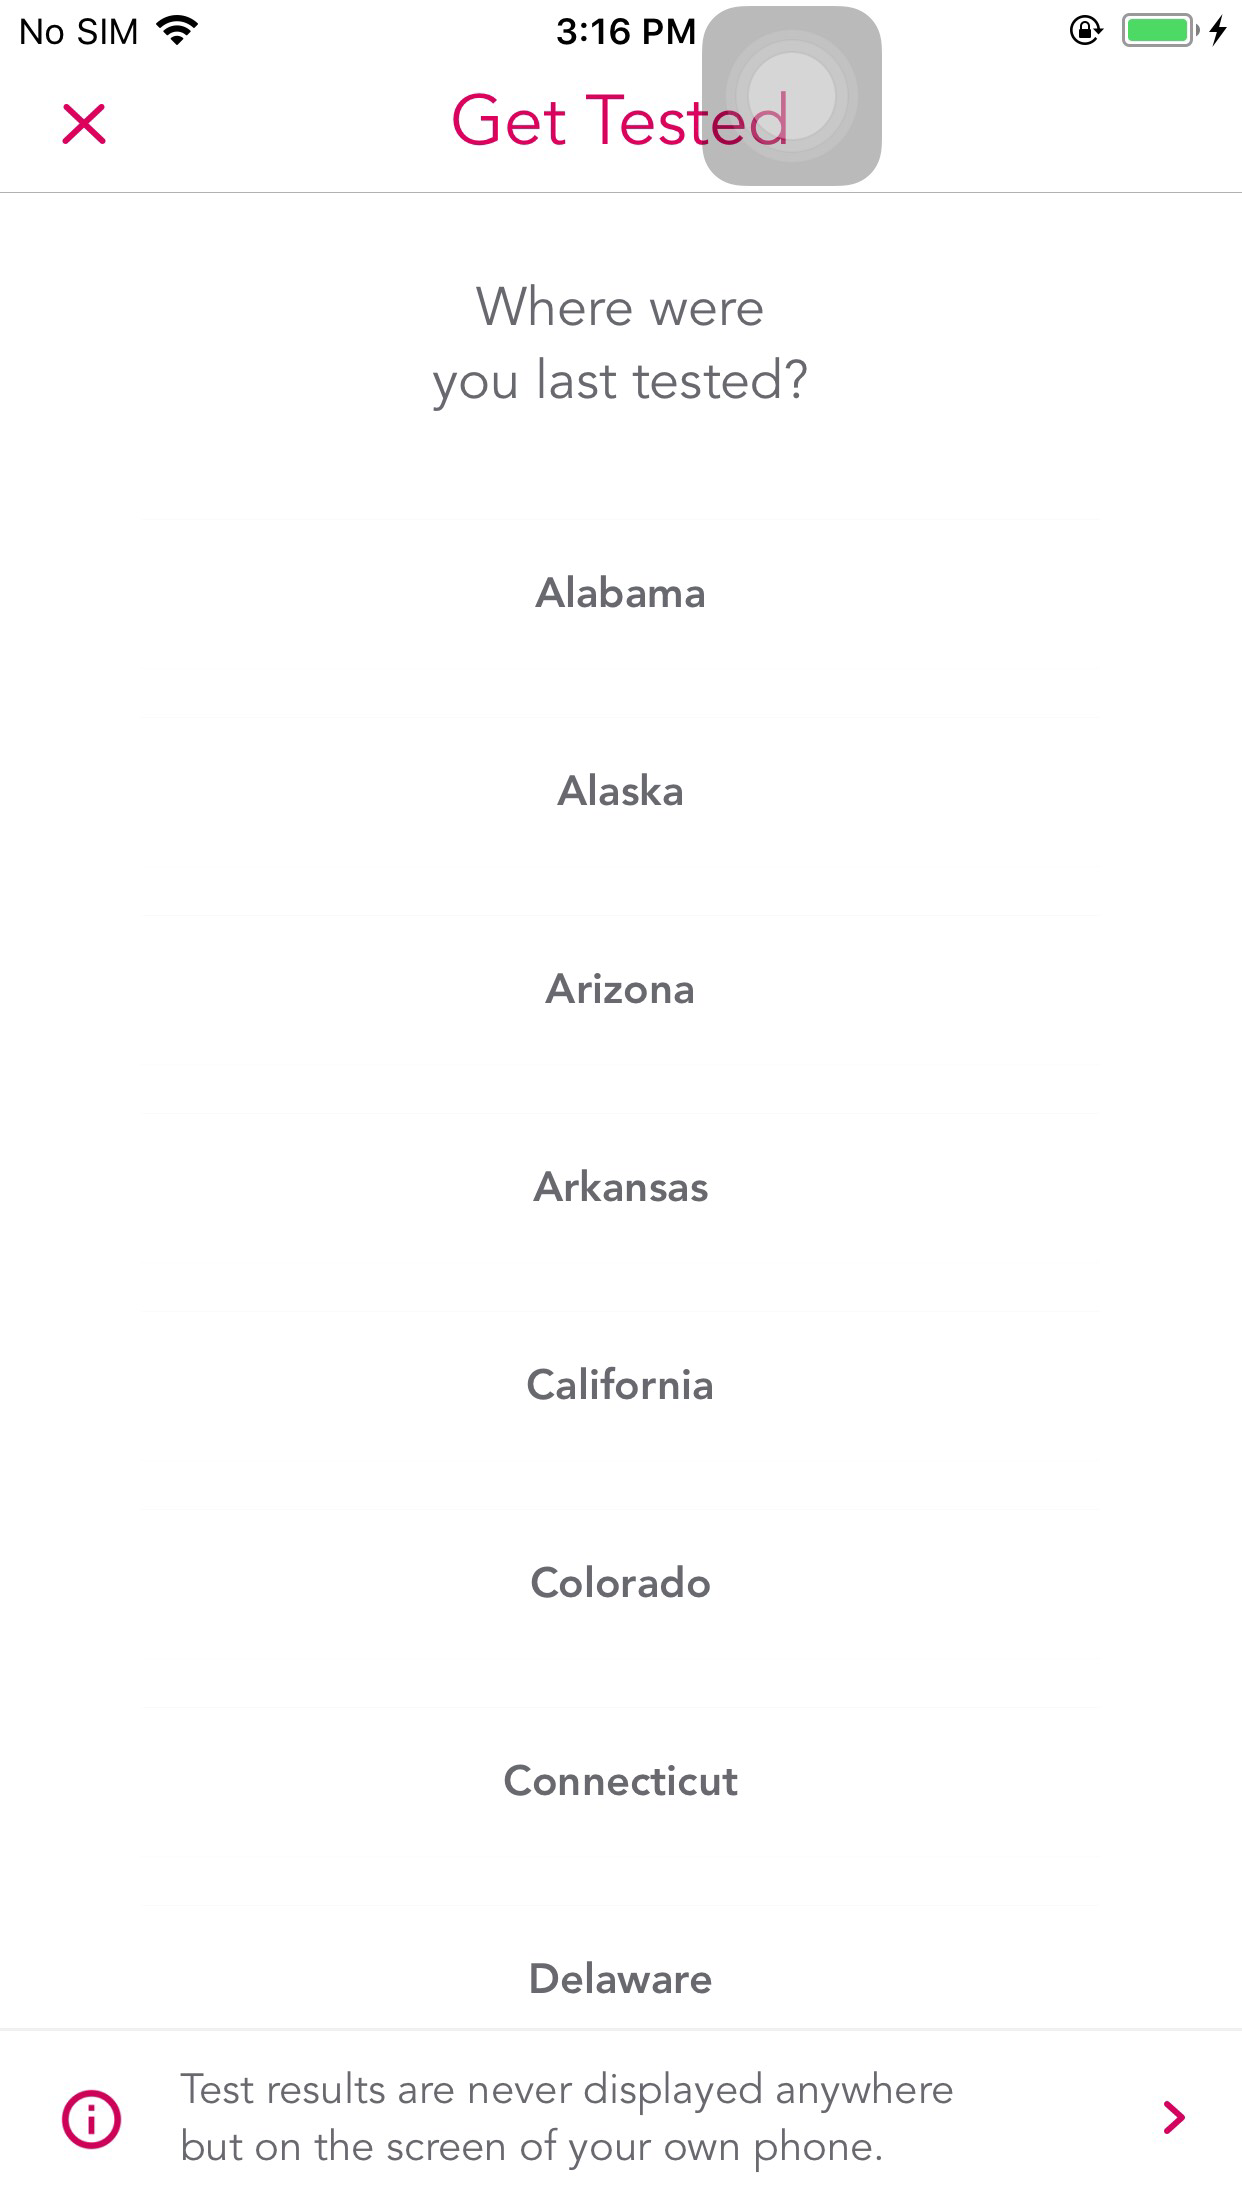 No SIM 3:16 PM
Get Tested
Where were
you last tested?
Alabama
Alaska
Arizona
Arkansas
California
Colorado
Connecticut
Delaware
Test results are never displayed anywhere
but on the screen of your own phone.